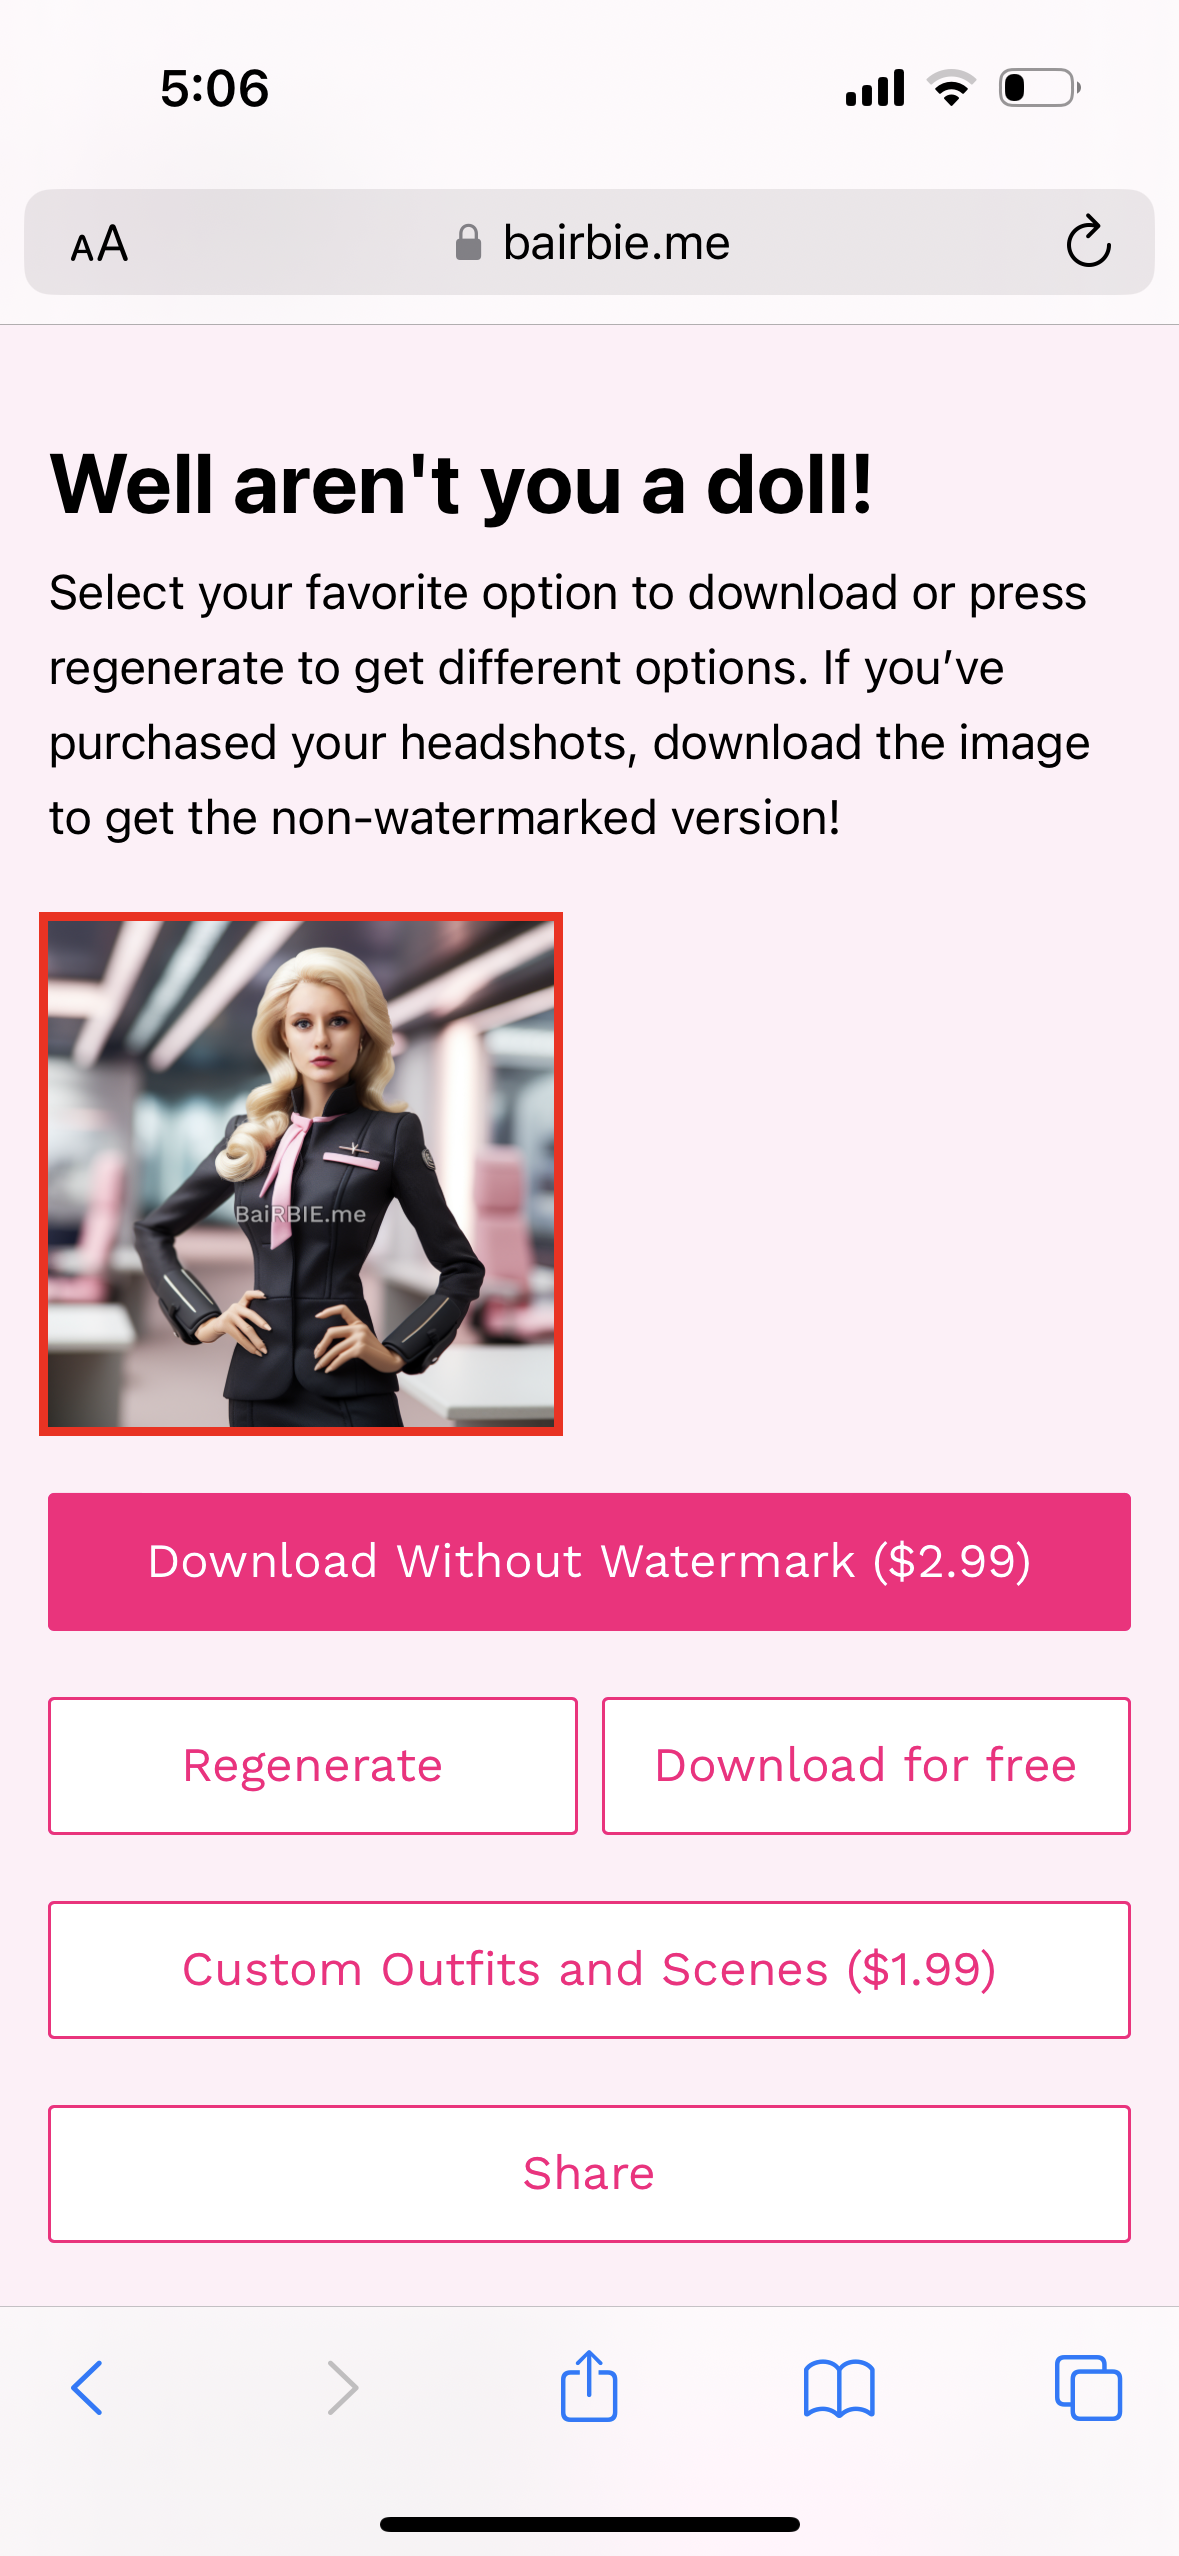 5:06
AA
bairbie.me
Well aren't you a doll!
Select your favorite option to download or press
regenerate to get different options. If you’ve
purchased your headshots, download the image
to get the non-watermarked version!
BaiRBIE.me
Download Without Watermark ($2.99)
Regenerate
Download for free
Custom Outfits and Scenes ($1.99)
Share